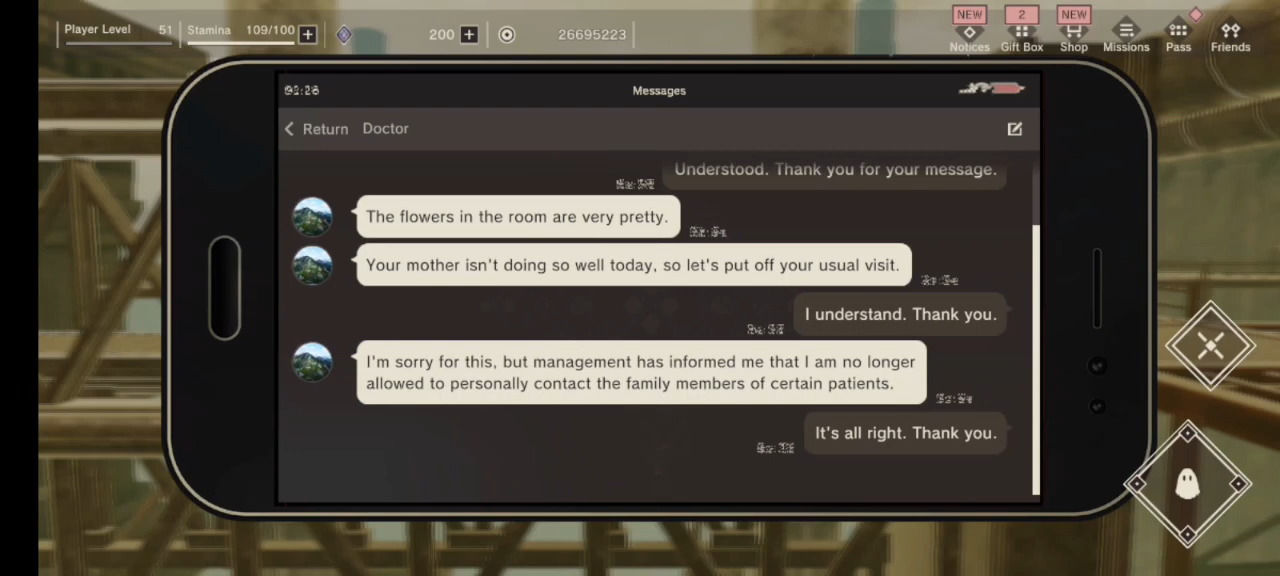 Player Level 51 Stamina 109/100 200 26695223
NEW 2 NEW
Notices Gift Box Shop Missions Pass Friends
Messages
Return Doctor
Understood. Thank you for your message.
The flowers in the room are very pretty.
Your mother isn't doing so well today, so let's put off your usual visit.
I understand. Thank you.
I'm sorry for this, but management has informed me that I am no longer
allowed to personally contact the family members of certain patients.
It's all right. Thank you.